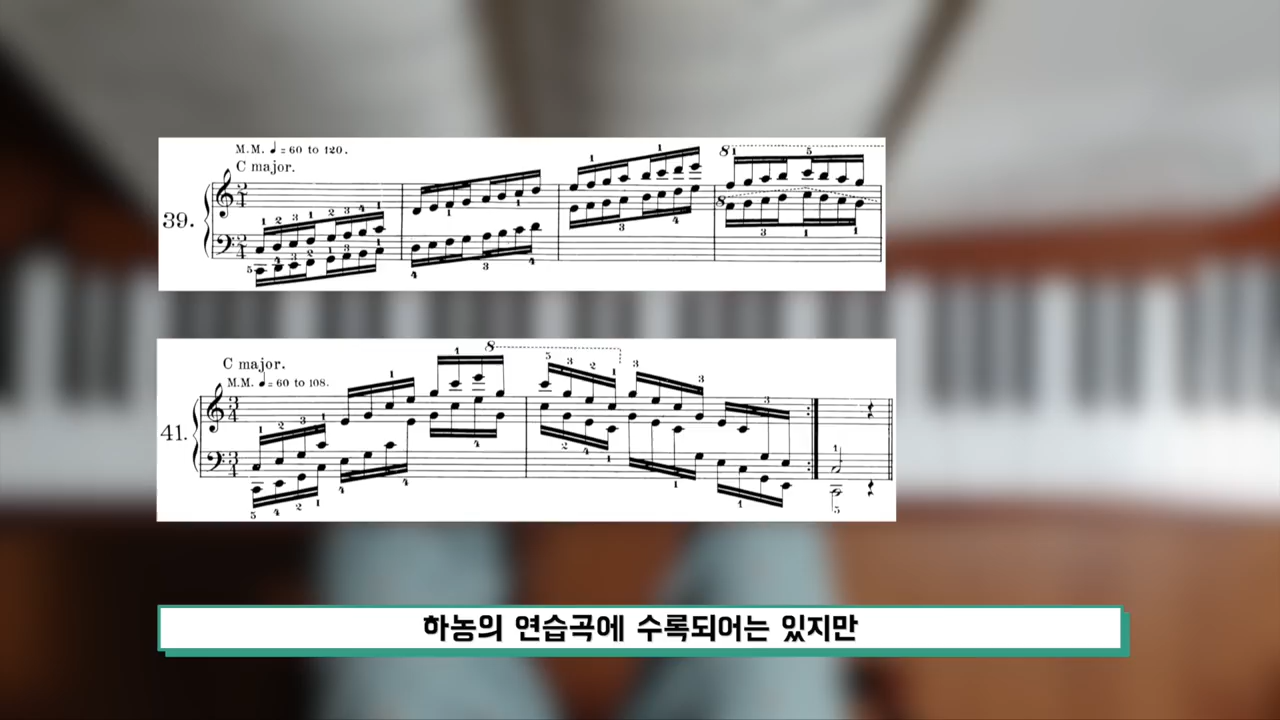 M.M. ♩ = 60 to 120.
C major.
39.
C major.
M.M. ♩ = 60 to 108.
41.
하농의 연습곡에 수록되어는 있지만